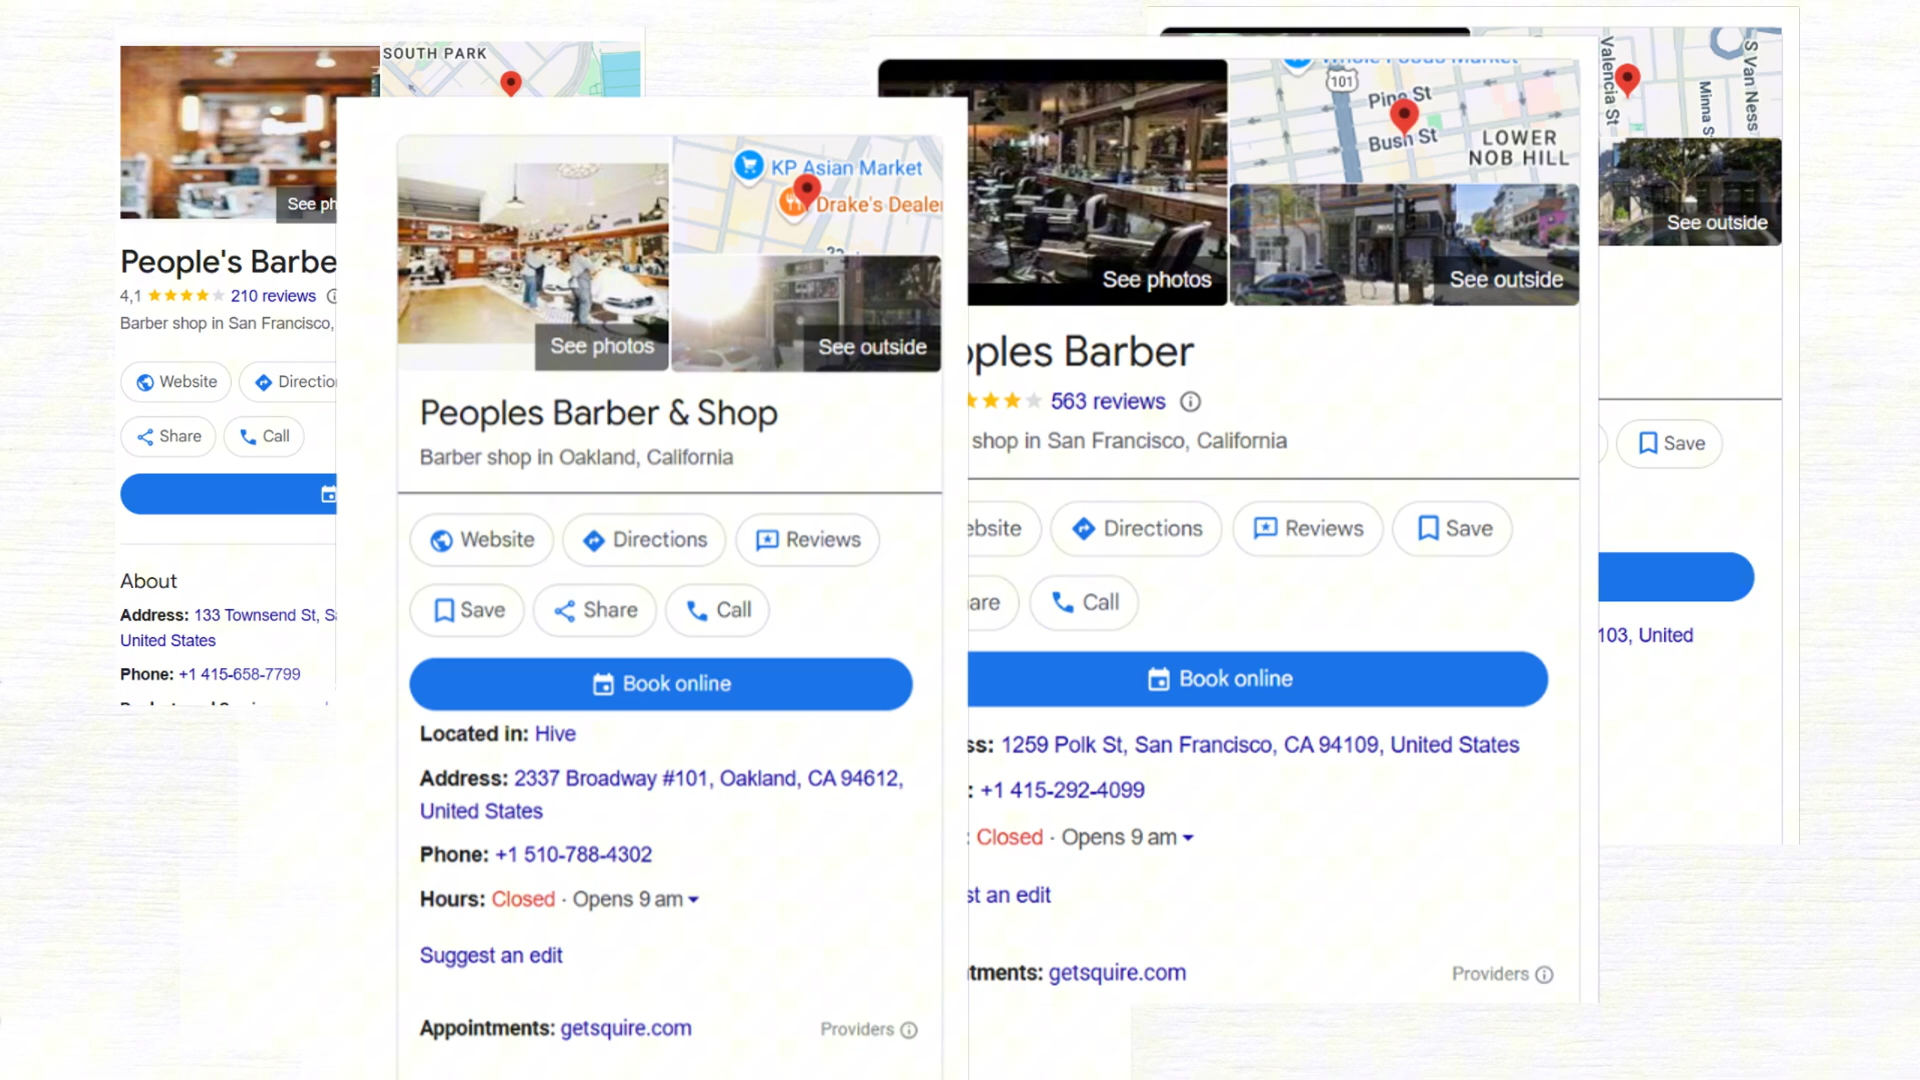 SOUTH PARK
See ph
People's Barbe
4,1 210 reviews
Barber shop in San Francisco,
Website
Directio
Share
Call
About
Address: 133 Townsend St, S
United States
Phone: +1 415-658-7799
KP Asian Market
Drake's Dealer
See photos
See outside
Peoples Barber & Shop
Barber shop in Oakland, California
Website
Directions
Reviews
Save
Share
Call
Book online
Located in: Hive
Address: 2337 Broadway #101, Oakland, CA 94612,
United States
Phone: +1 510-788-4302
Hours: Closed · Opens 9 am
Suggest an edit
Appointments: getsquire.com
Providers
Whole Foods Market
101
Pine St
Bush St
LOWER
NOB HILL
See photos
See outside
oples Barber
563 reviews
shop in San Francisco, California
ebsite
Directions
Reviews
Save
are
Call
Book online
ss: 1259 Polk St, San Francisco, CA 94109, United States
: +1 415-292-4099
: Closed · Opens 9 am
st an edit
tments: getsquire.com
Providers
Valencia St
Minna S
S Van Ness
See outside
Save
103, United